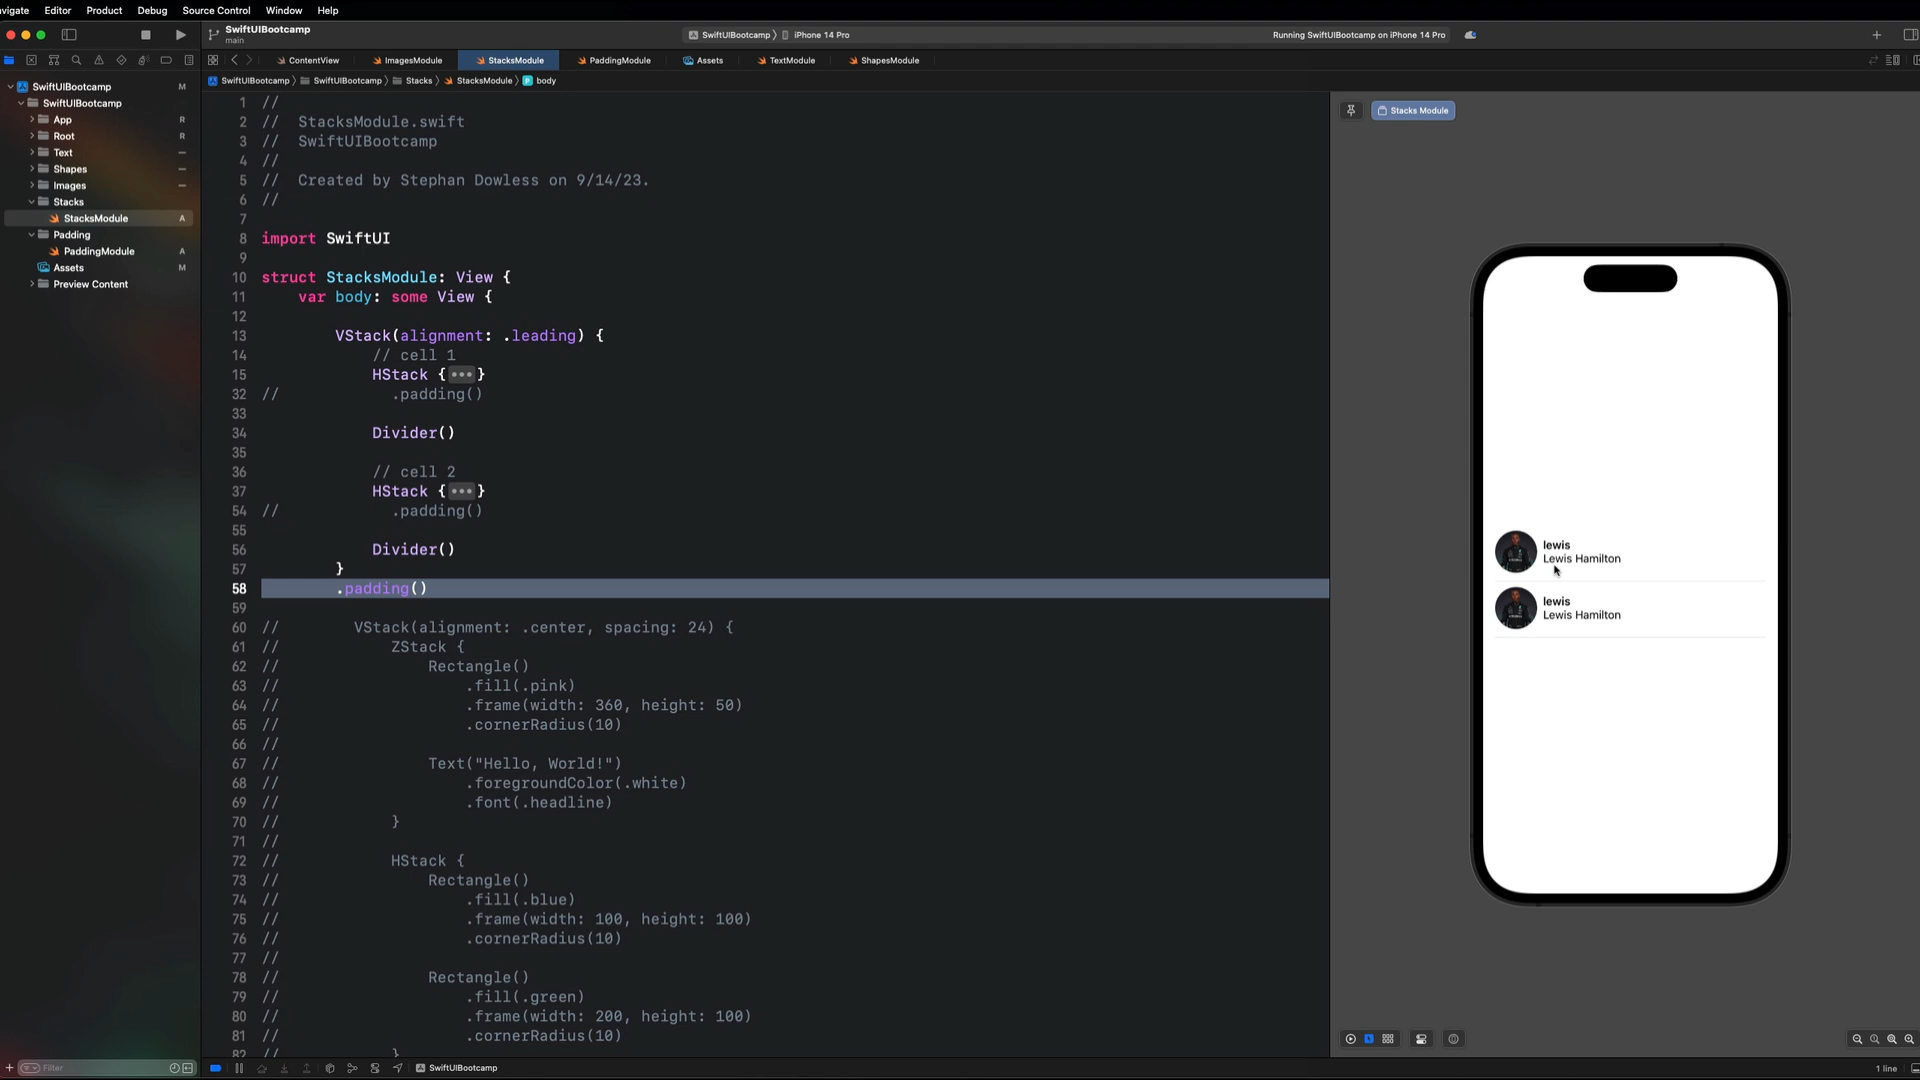 avigate Editor Product Debug Source Control Window Help
SwiftUIBootcamp
main
SwiftUIBootcamp 〉 iPhone 14 Pro
Running SwiftUIBootcamp on iPhone 14 Pro
ContentView ImagesModule StacksModule PaddingModule Assets TextModule ShapesModule
SwiftUIBootcamp 〉 SwiftUIBootcamp 〉 Stacks 〉 StacksModule 〉 body
SwiftUIBootcamp M
SwiftUIBootcamp
App R
Root R
Text
Shapes
Images
Stacks
StacksModule A
Padding
PaddingModule A
Assets M
Preview Content
Filter
1 //
2 // StacksModule.swift
3 // SwiftUIBootcamp
4 //
5 // Created by Stephan Dowless on 9/14/23.
6 //
7
8 import SwiftUI
9
10 struct StacksModule: View {
11 var body: some View {
12
13 VStack(alignment: .leading) {
14 // cell 1
15 HStack {•••}
32 // .padding()
33
34 Divider()
35
36 // cell 2
37 HStack {•••}
54 // .padding()
55
56 Divider()
57 }
58 .padding()
59
60 // VStack(alignment: .center, spacing: 24) {
61 // ZStack {
62 // Rectangle()
63 // .fill(.pink)
64 // .frame(width: 360, height: 50)
65 // .cornerRadius(10)
66 //
67 // Text("Hello, World!")
68 // .foregroundColor(.white)
69 // .font(.headline)
70 // }
71 //
72 // HStack {
73 // Rectangle()
74 // .fill(.blue)
75 // .frame(width: 100, height: 100)
76 // .cornerRadius(10)
77 //
78 // Rectangle()
79 // .fill(.green)
80 // .frame(width: 200, height: 100)
81 // .cornerRadius(10)
82 // }
Stacks Module
lewis
Lewis Hamilton
lewis
Lewis Hamilton
SwiftUIBootcamp
1 line